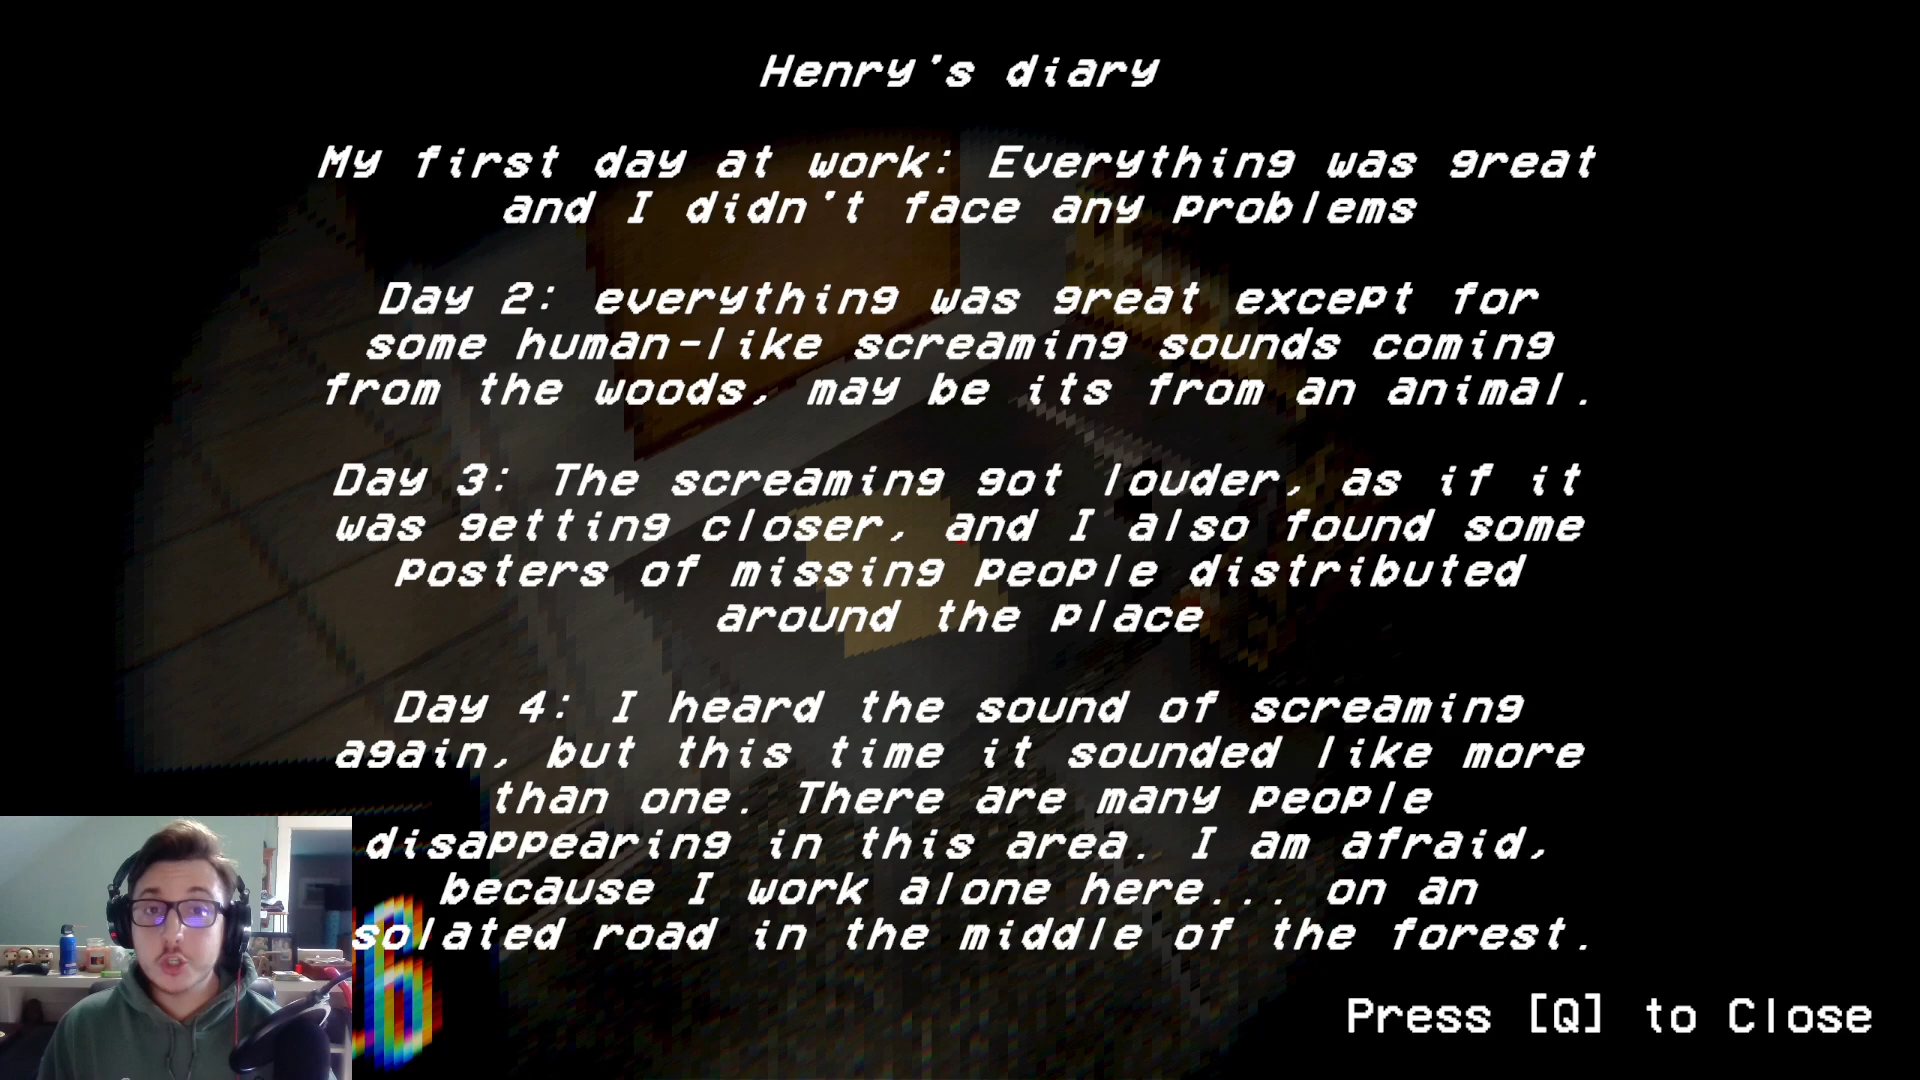 Henry's diary
My first day at work: Everything was great
and I didn't face any problems
Day 2: everything was great except for
some human-like screaming sounds coming
from the woods, may be its from an animal.
Day 3: The screaming got louder, as if it
was getting closer, and I also found some
posters of missing people distributed
around the place
Day 4: I heard the sound of screaming
again, but this time it sounded like more
than one. There are many people
disappearing in this area. I am afraid,
because I work alone here... on an
solated road in the middle of the forest.
Press [Q] to Close